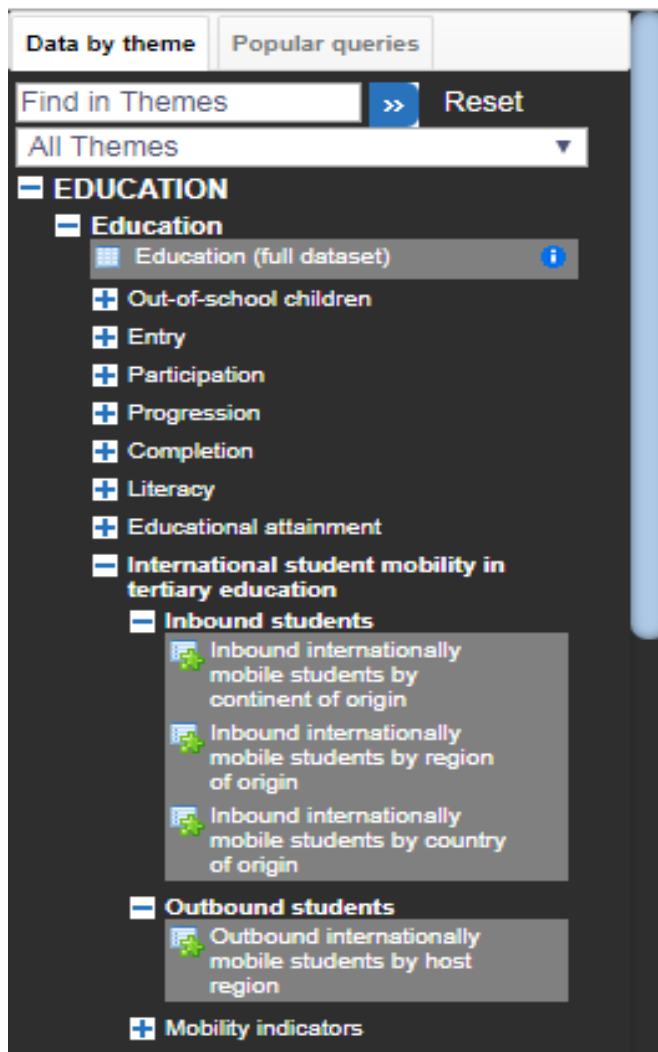 Data by theme Popular queries
Find in Themes » Reset
All Themes
EDUCATION
Education
Education (full dataset)
Out-of-school children
Entry
Participation
Progression
Completion
Literacy
Educational attainment
International student mobility in
tertiary education
Inbound students
Inbound internationally
mobile students by
continent of origin
Inbound internationally
mobile students by region
of origin
Inbound internationally
mobile students by country
of origin
Outbound students
Outbound internationally
mobile students by host
region
Mobility indicators